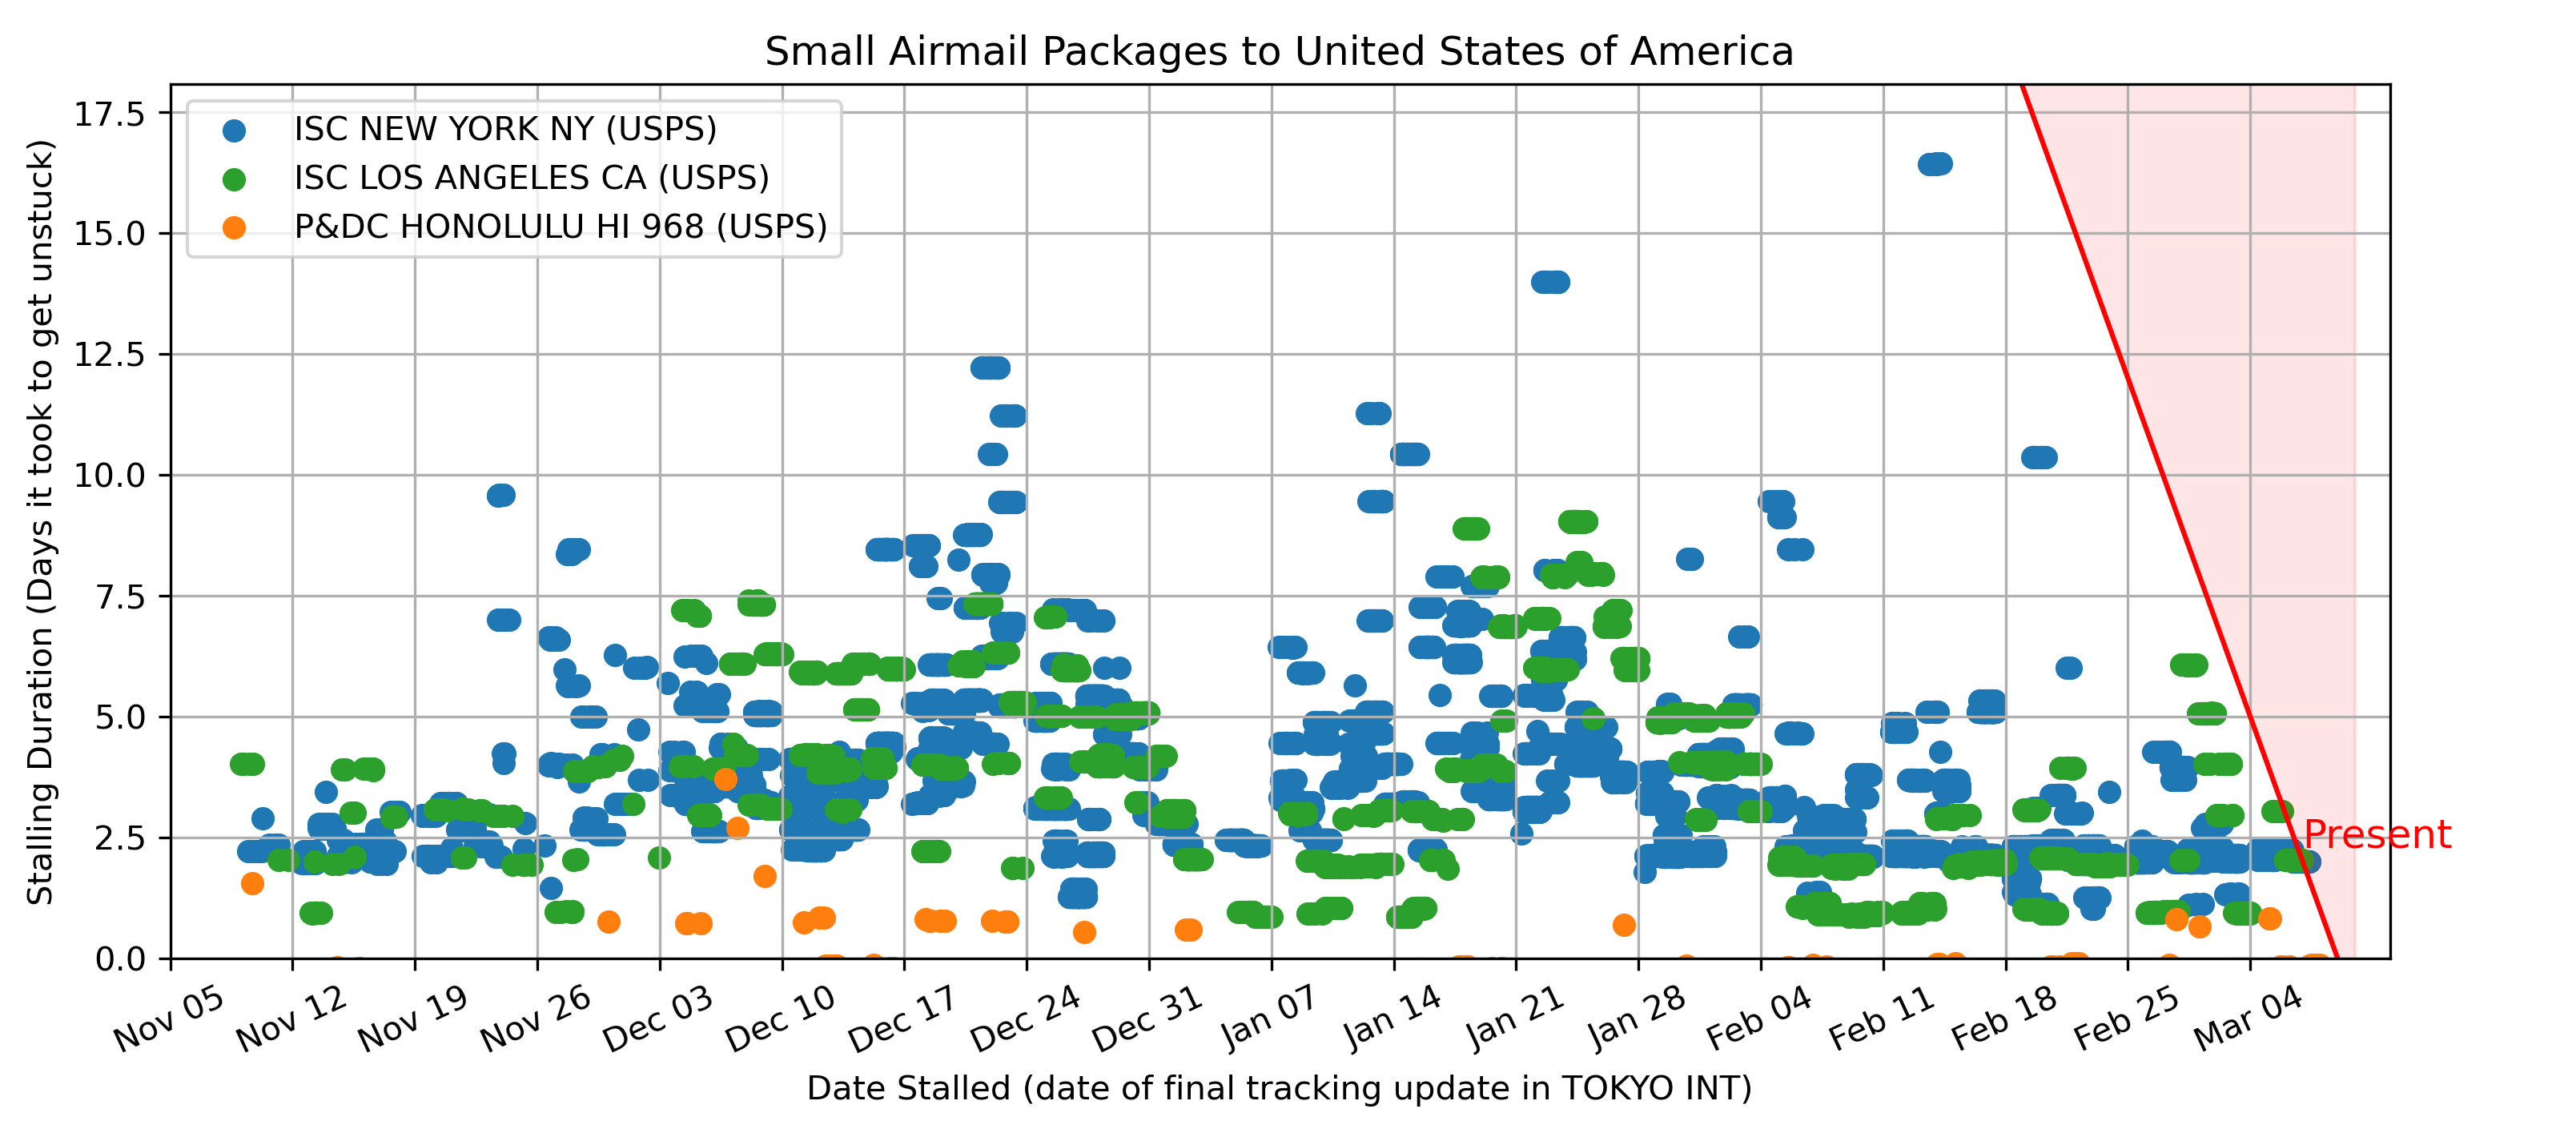 Small Airmail Packages to United States of America
ISC NEW YORK NY (USPS)
ISC LOS ANGELES CA (USPS)
P&DC HONOLULU HI 968 (USPS)
Stalling Duration (Days it took to get unstuck)
17.5
15.0
12.5
10.0
7.5
5.0
2.5
0.0
Present
Nov 05
Nov 12
Nov 19
Nov 26
Dec 03
Dec 10
Dec 17
Dec 24
Dec 31
Jan 07
Jan 14
Jan 21
Jan 28
Feb 04
Feb 11
Feb 18
Feb 25
Mar 04
Date Stalled (date of final tracking update in TOKYO INT)